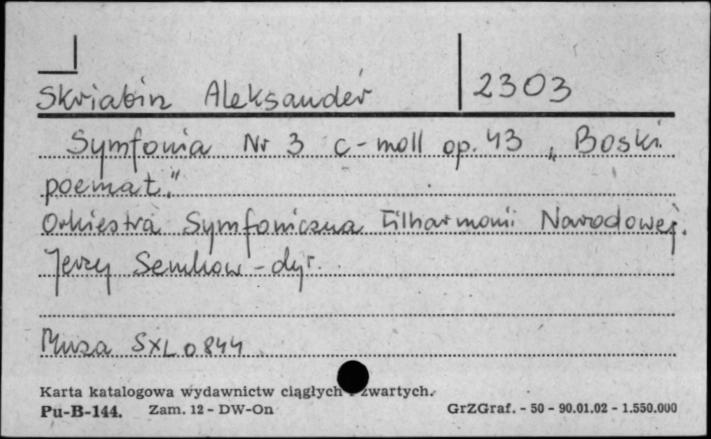 Skriabin Aleksander 2303
Symfonia Nr 3 c-moll op. 43 „Boski
poemat."
Orkiestra Symfoniczna Filharmonii Narodowej.
Jerzy Semkow - dyr.
Muza SXL 0844
Karta katalogowa wydawnictw ciągłych i zwartych.
Pu-B-144. Zam. 12 - DW-On GrZGraf. - 50 - 90.01.02 - 1.550.000